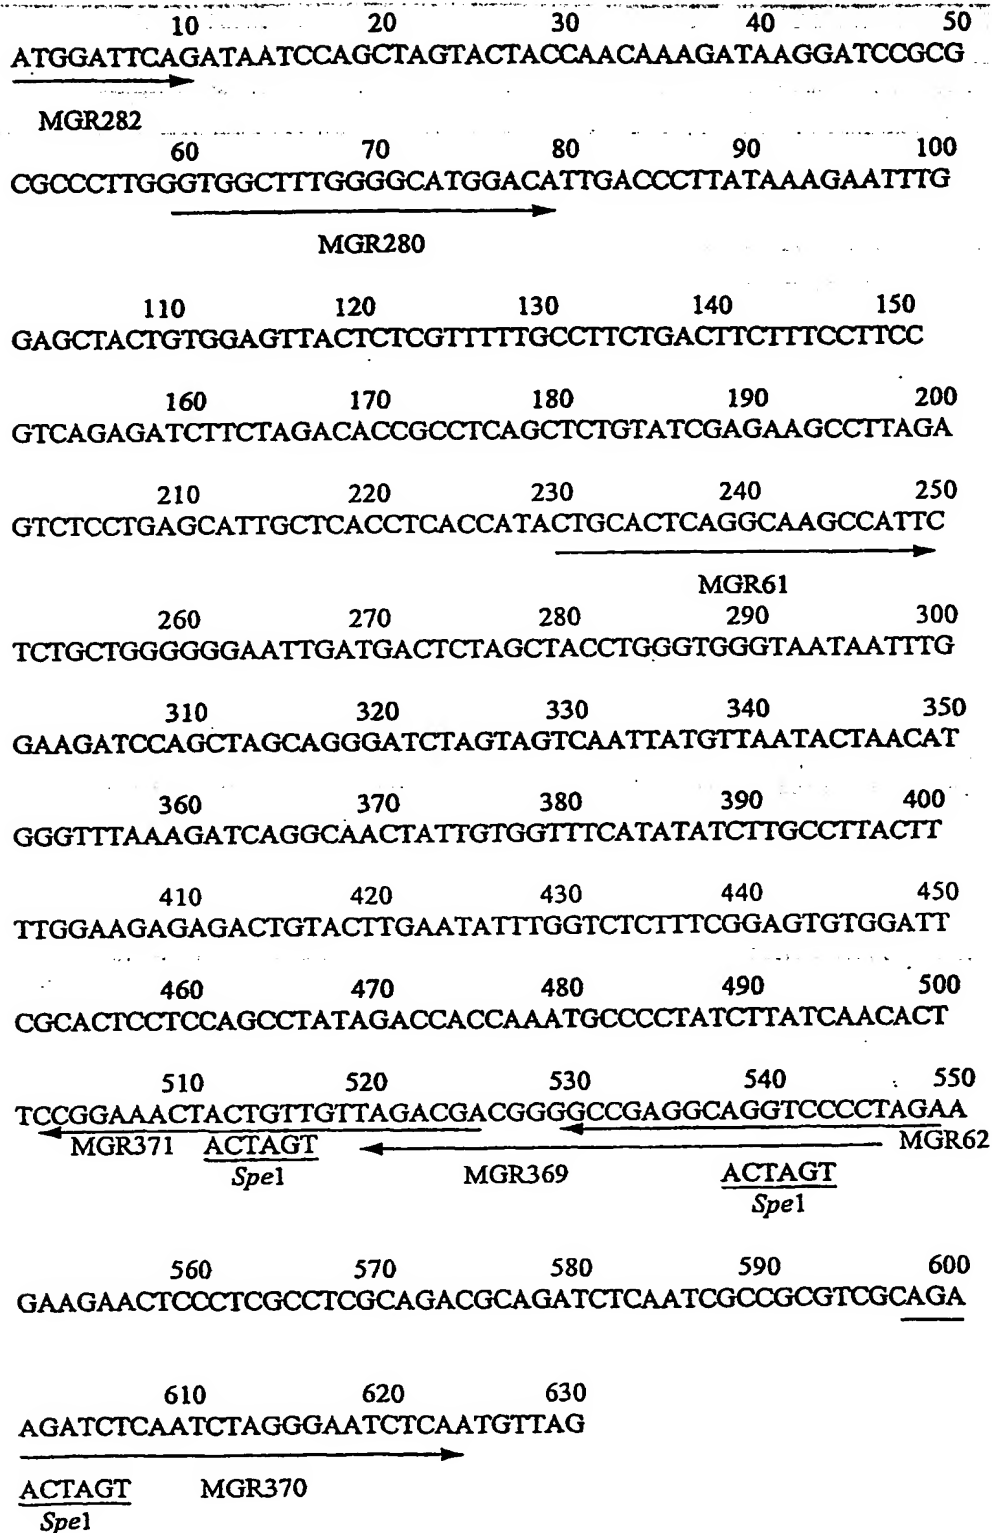 10 20 30 40 50
ATGGATTCAGATAATCCAGCTAGTACTACCAACAAAGATAAGGATCCGCG
MGR282
60 70 80 90 100
CGCCCTTGGGTGGCTTTGGGGCATGGACATTGACCCTTATAAAGAATTTG
MGR280
110 120 130 140 150
GAGCTACTGTGGAGTTACTCTCGTTTTTGCCTTCTGACTTCTTTCCTTCC
160 170 180 190 200
GTCAGAGATCTTCTAGACACCGCCTCAGCTCTGTATCGAGAAGCCTTAGA
210 220 230 240 250
GTCTCCTGAGCATTGCTCACCTCACCATACTGCACTCAGGCAAGCCATTC
MGR61
260 270 280 290 300
TCTGCTGGGGGGAATTGATGACTCTAGCTACCTGGGTGGGTAATAATTTG
310 320 330 340 350
GAAGATCCAGCTAGCAGGGATCTAGTAGTCAATTATGTTAATACTAACAT
360 370 380 390 400
GGGTTTAAAGATCAGGCAACTATTGTGGTTTCATATATCTTGCCTTACTT
410 420 430 440 450
TTGGAAGAGAGACTGTACTTGAATATTTGGTCTCTTTCGGAGTGTGGATT
460 470 480 490 500
CGCACTCCTCCAGCCTATAGACCACCAAATGCCCCTATCTTATCAACACT
510 520 530 540 550
TCCGGAAACTACTGTTGTTAGACGACGGGGCCGAGGCAGGTCCCCTAGAA
MGR371 ACTAGT MGR369 ACTAGT MGR62
Spe1 Spe1
560 570 580 590 600
GAAGAACTCCCTCGCCTCGCAGACGCAGATCTCAATCGCCGCGTCGCAGA
610 620 630
AGATCTCAATCTAGGGAATCTCAATGTTAG
ACTAGT MGR370
Spe1